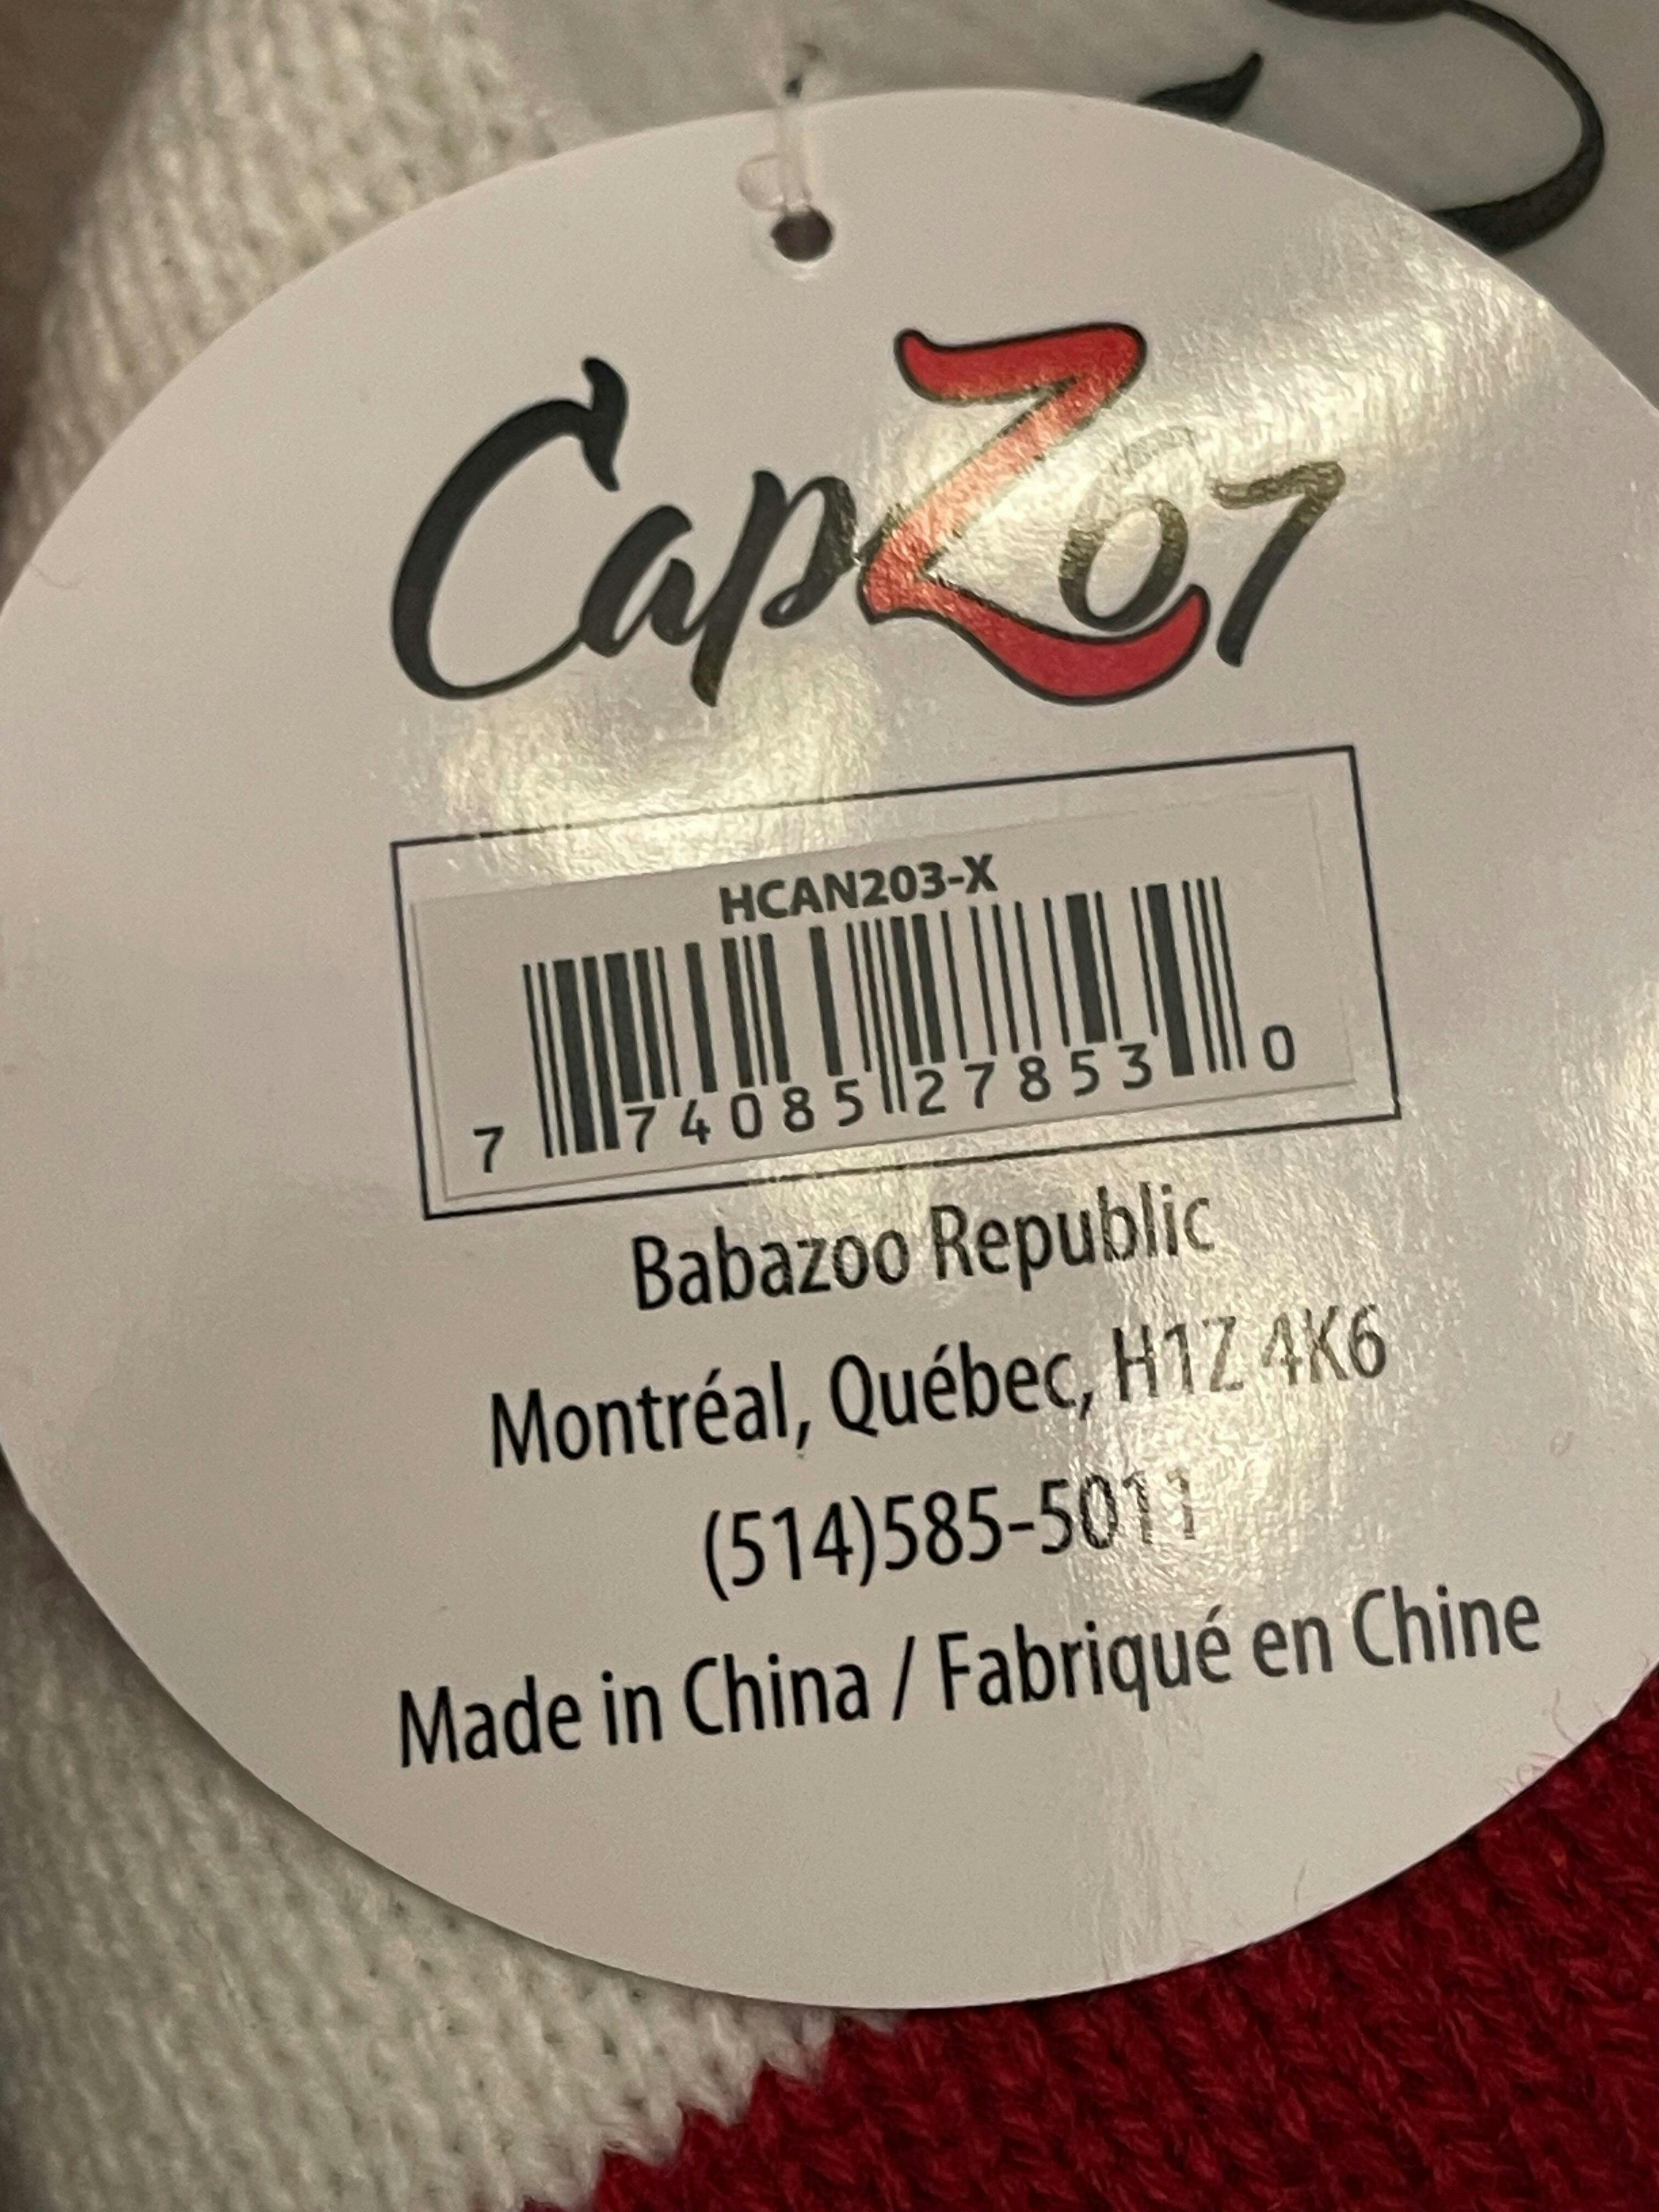 CapZ67
HCAN203-X
7 74085 27853 0
Babazoo Republic
Montréal, Québec, H1Z 4K6
(514)585-5011
Made in China / Fabriqué en Chine